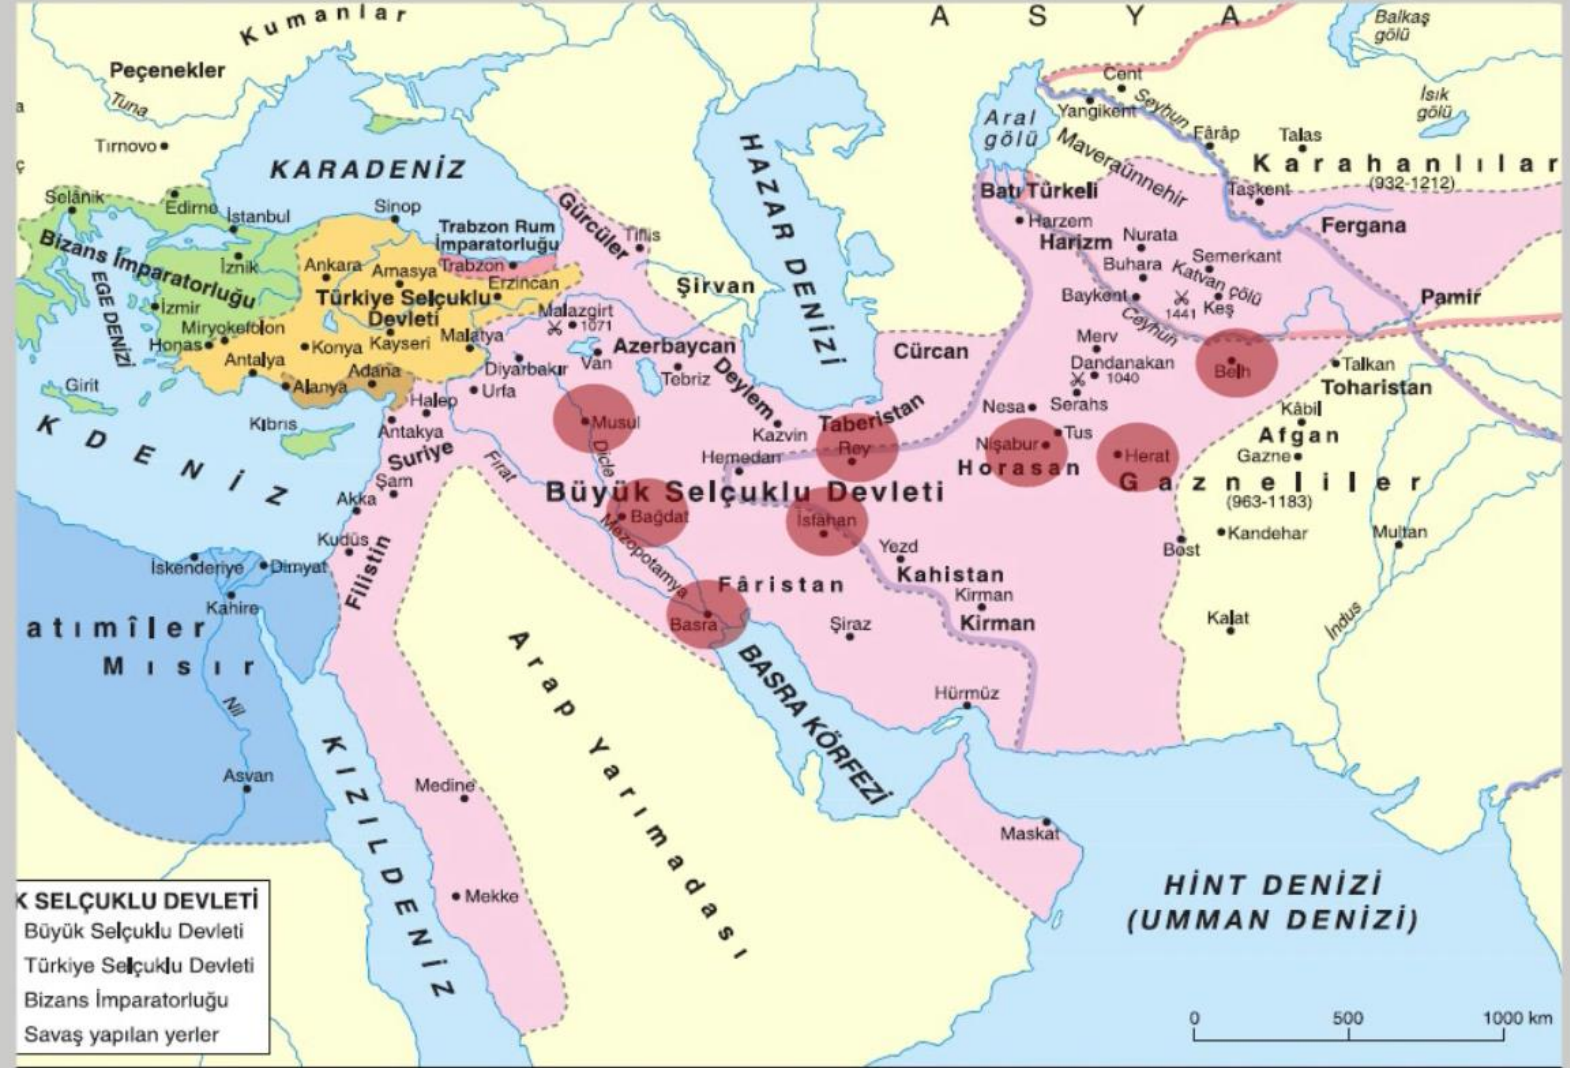 Kumanlar
A S Y A
Balkaş
gölü
Peçenekler
Tuna
Cent
Yangikent
Seyhun
Isık
gölü
Aral
gölü
Fârâp
Talas
Tırnovo
KARADENİZ
HAZAR DENİZİ
Maveraünnehir
Karahanlılar
(932-1212)
Batı Türkeli
Taşkent
Selânik
Edirne
İstanbul
Sinop
Trabzon Rum
İmparatorluğu
Trabzon
Gürcüler
Tiflis
Harzem
Harizm
Nurata
Fergana
Bizans İmparatorluğu
İznik
EGE DENİZİ
Ankara
Amasya
Erzincan
Şirvan
Buhara
Semerkant
Katvan çölü
1441
Keş
Baykent
Ceyhun
Pamir
İzmir
Miryokefolon
Honas
Türkiye Selçuklu
Devleti
Malazgirt
1071
Konya
Kayseri
Malatya
Azerbaycan
Cürcan
Merv
Dandanakan
1040
Belh
Talkan
Toharistan
Antalya
Alanya
Adana
Diyarbakır
Van
Tebriz
Deylem
Urfa
Girit
Halep
Nesa
Serahs
Kâbil
Kıbrıs
Antakya
Musul
Kazvin
Taberistan
Rey
Nişabur
Tus
Herat
Afgan
Gazne
K DENİZ
Suriye
Fırat
Dicle
Hemedan
Horasan
Gazneliler
(963-1183)
Şam
Akka
Büyük Selçuklu Devleti
Bağdat
İsfahan
Kudüs
Filistin
Mezopotamya
Yezd
Bost
Kandehar
Multan
İskenderiye
Dimyat
Kahire
Fâristan
Kahistan
Kirman
Kirman
atımîler
Mısır
Basra
Şiraz
Kalat
İndus
Nil
Arap Yarımadası
BASRA KÖRFEZİ
Hürmüz
Asvan
KIZILDENİZ
Medine
Maskat
Mekke
HİNT DENİZİ
(UMMAN DENİZİ)
K SELÇUKLU DEVLETİ
Büyük Selçuklu Devleti
Türkiye Selçuklu Devleti
Bizans İmparatorluğu
Savaş yapılan yerler
0 500 1000 km